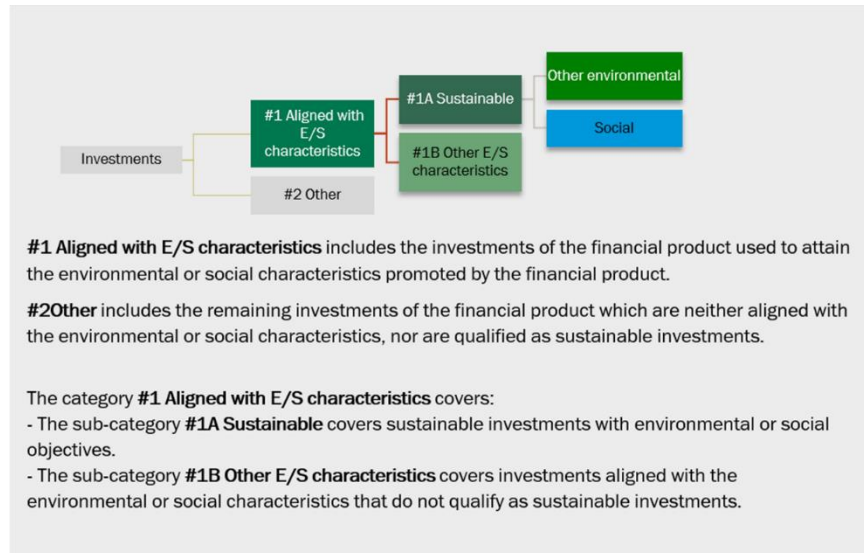 Other environmental
#1A Sustainable
#1 Aligned with
E/S
characteristics
Social
#1B Other E/S
characteristics
Investments
#2 Other
#1 Aligned with E/S characteristics includes the investments of the financial product used to attain
the environmental or social characteristics promoted by the financial product.
#2Other includes the remaining investments of the financial product which are neither aligned with
the environmental or social characteristics, nor are qualified as sustainable investments.
The category #1 Aligned with E/S characteristics covers:
- The sub-category #1A Sustainable covers sustainable investments with environmental or social
objectives.
- The sub-category #1B Other E/S characteristics covers investments aligned with the
environmental or social characteristics that do not qualify as sustainable investments.